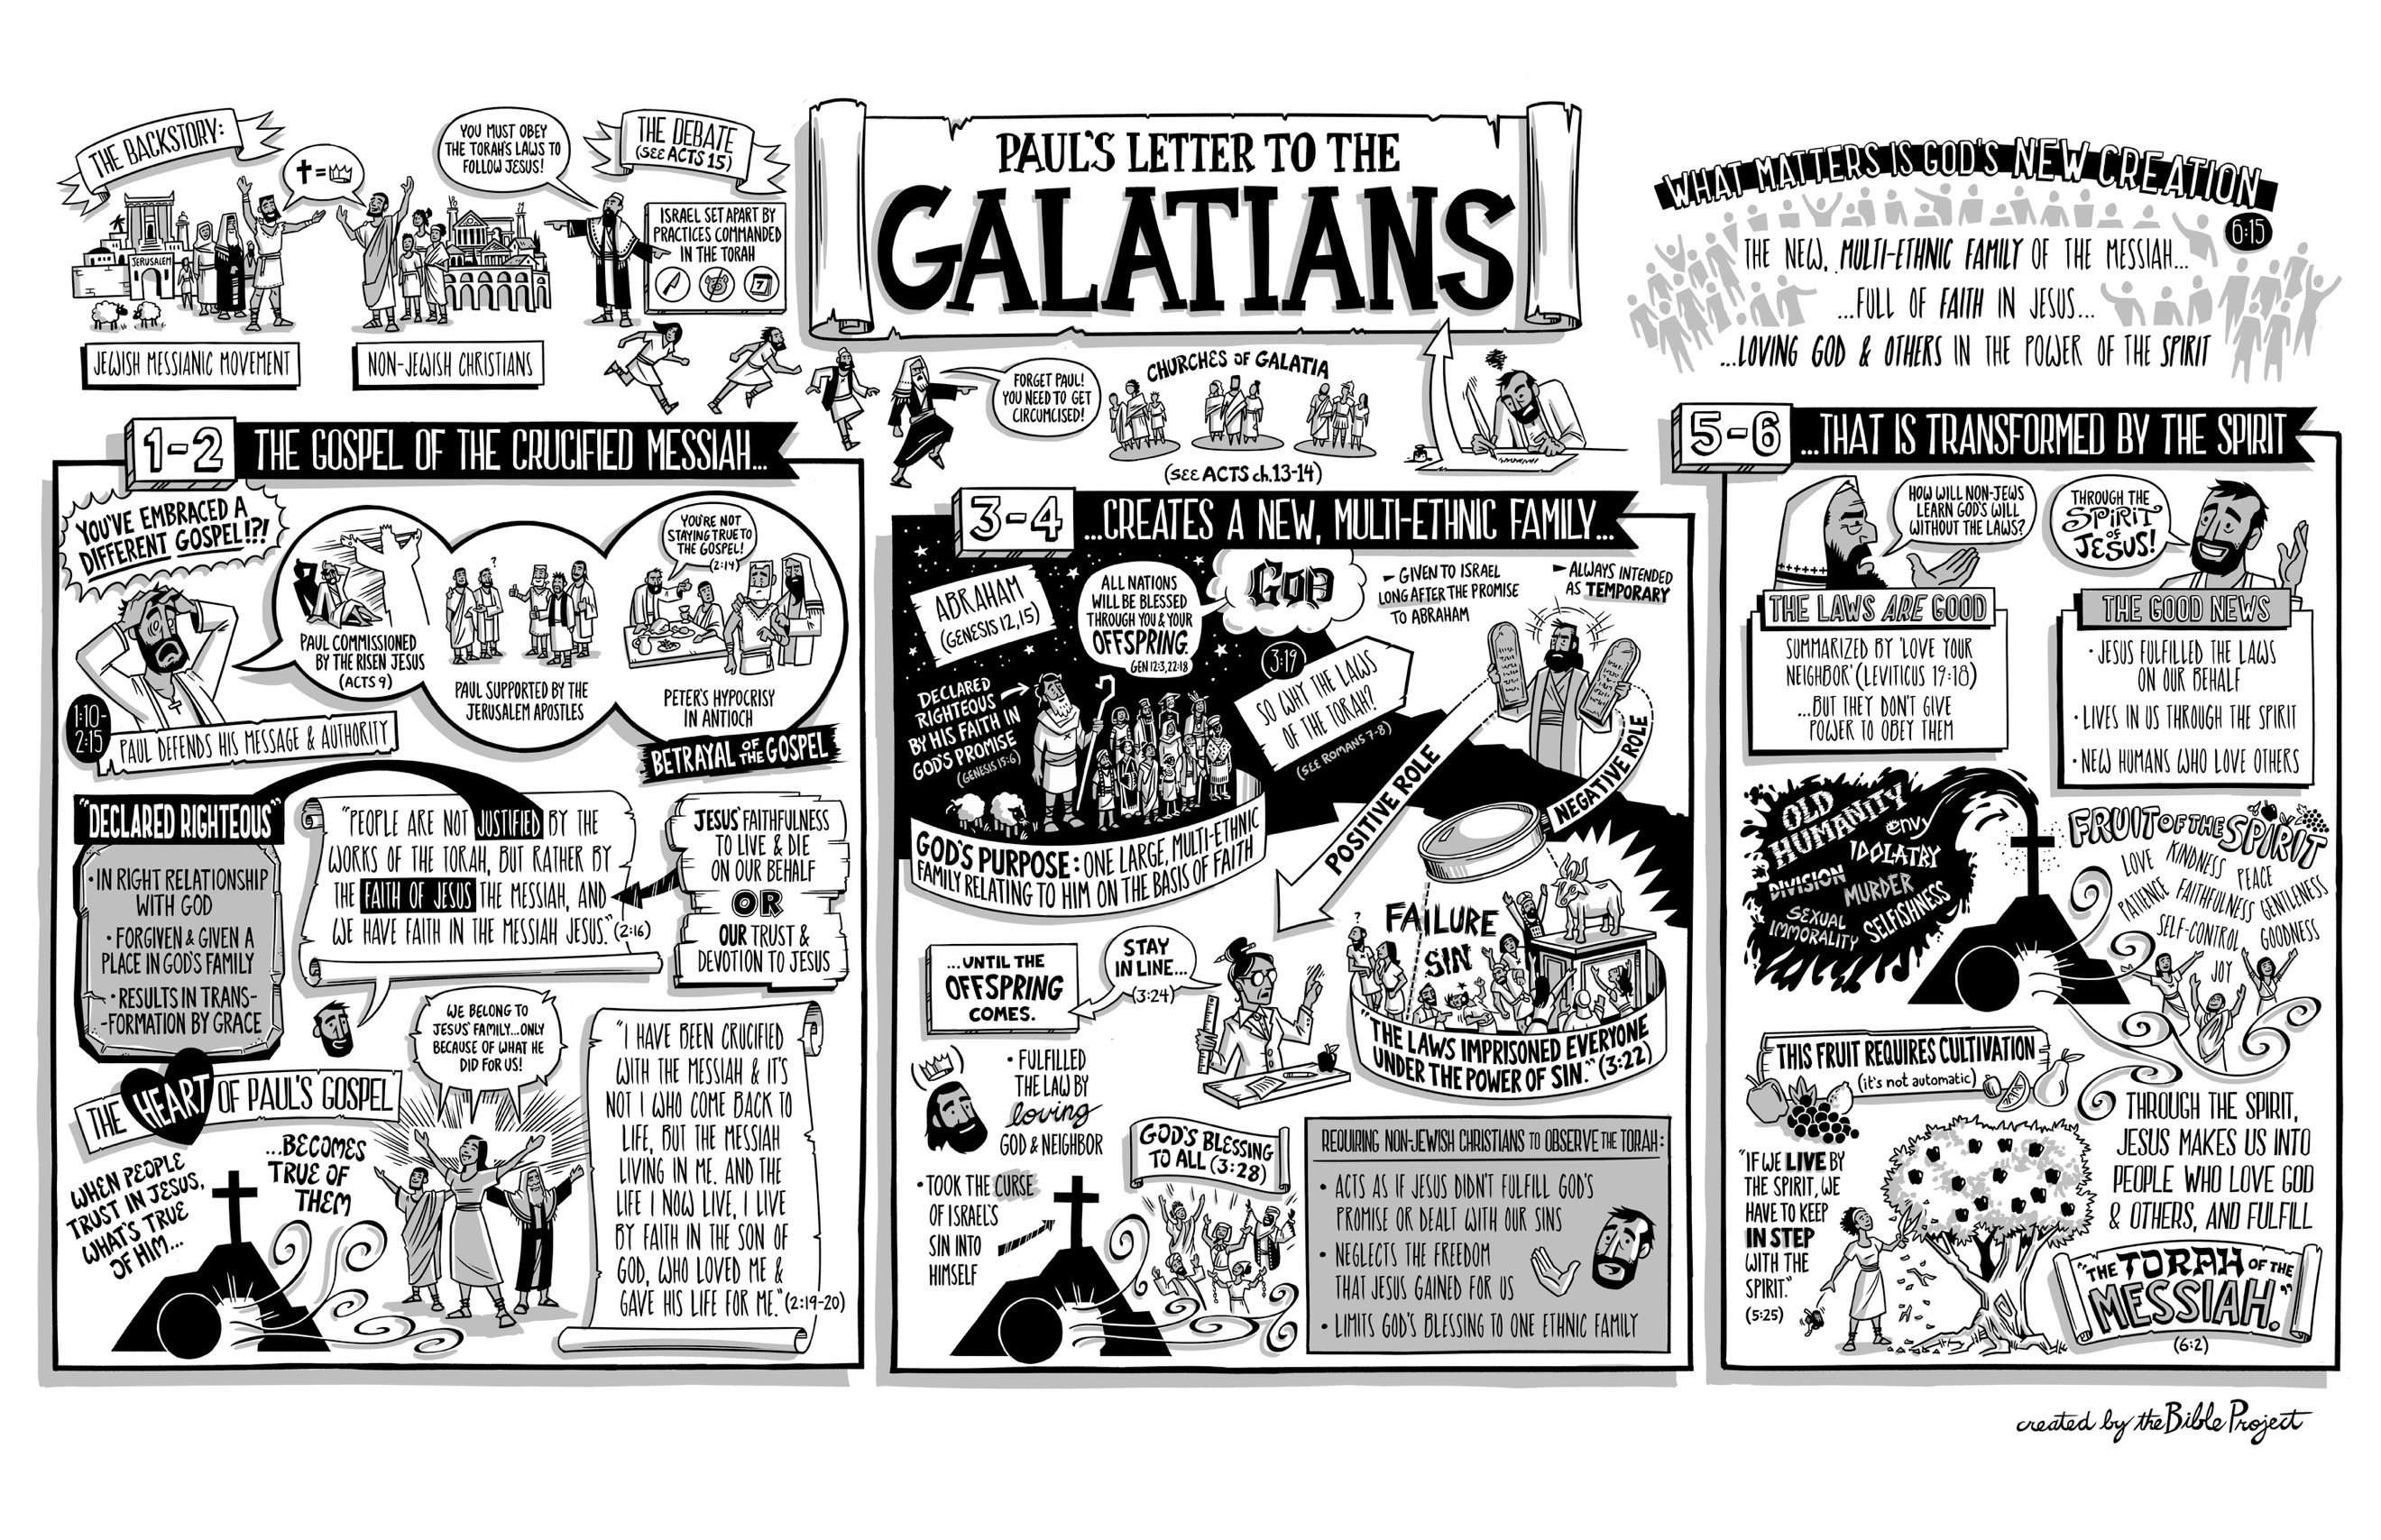 THE BACKSTORY:
JERUSALEM
JEWISH MESSIANIC MOVEMENT
NON-JEWISH CHRISTIANS
YOU MUST OBEY
THE TORAH'S LAWS TO
FOLLOW JESUS!
THE DEBATE
(SEE ACTS 15)
ISRAEL SET APART BY
PRACTICES COMMANDED
IN THE TORAH
7
PAUL'S LETTER TO THE
GALATIANS
FORGET PAUL!
YOU NEED TO GET
CIRCUMCISED!
CHURCHES OF GALATIA
(SEE ACTS ch.13-14)
WHAT MATTERS IS GOD'S NEW CREATION
6:15
THE NEW, MULTI-ETHNIC FAMILY OF THE MESSIAH...
...FULL OF FAITH IN JESUS...
...LOVING GOD & OTHERS IN THE POWER OF THE SPIRIT
1-2 THE GOSPEL OF THE CRUCIFIED MESSIAH...
YOU'VE EMBRACED A
DIFFERENT GOSPEL!?!
PAUL COMMISSIONED
BY THE RISEN JESUS
(ACTS 9)
PAUL SUPPORTED BY THE
JERUSALEM APOSTLES
?
YOU'RE NOT
STAYING TRUE TO
THE GOSPEL!
(2:14)
PETER'S HYPOCRISY
IN ANTIOCH
1:10-
2:15
PAUL DEFENDS HIS MESSAGE & AUTHORITY
BETRAYAL OF THE GOSPEL
"DECLARED RIGHTEOUS"
• IN RIGHT RELATIONSHIP
WITH GOD
• FORGIVEN & GIVEN A
PLACE IN GOD'S FAMILY
• RESULTS IN TRANS-
-FORMATION BY GRACE
"PEOPLE ARE NOT JUSTIFIED BY THE
WORKS OF THE TORAH, BUT RATHER BY
THE FAITH OF JESUS THE MESSIAH, AND
WE HAVE FAITH IN THE MESSIAH JESUS." (2:16)
JESUS' FAITHFULNESS
TO LIVE & DIE
ON OUR BEHALF
OR
OUR TRUST &
DEVOTION TO JESUS
THE HEART OF PAUL'S GOSPEL
WHEN PEOPLE
TRUST IN JESUS,
WHAT'S TRUE
OF HIM...
...BECOMES
TRUE OF
THEM
WE BELONG TO
JESUS' FAMILY...ONLY
BECAUSE OF WHAT HE
DID FOR US!
"I HAVE BEEN CRUCIFIED
WITH THE MESSIAH & IT'S
NOT I WHO COME BACK TO
LIFE, BUT THE MESSIAH
LIVING IN ME. AND THE
LIFE I NOW LIVE, I LIVE
BY FAITH IN THE SON OF
GOD, WHO LOVED ME &
GAVE HIS LIFE FOR ME." (2:19-20)
3-4 ...CREATES A NEW, MULTI-ETHNIC FAMILY...
ABRAHAM
(GENESIS 12,15)
ALL NATIONS
WILL BE BLESSED
THROUGH YOU & YOUR
OFFSPRING.
GEN 12:3, 22:18
GOD
DECLARED
RIGHTEOUS
BY HIS FAITH IN
GOD'S PROMISE
(GENESIS 15:6)
GOD'S PURPOSE: ONE LARGE, MULTI-ETHNIC
FAMILY RELATING TO HIM ON THE BASIS OF FAITH
3:19
SO WHY THE LAWS
OF THE TORAH?
(SEE ROMANS 7-8)
GIVEN TO ISRAEL
LONG AFTER THE PROMISE
TO ABRAHAM
ALWAYS INTENDED
AS TEMPORARY
POSITIVE ROLE
NEGATIVE ROLE
?
FAILURE
SIN
"THE LAWS IMPRISONED EVERYONE
UNDER THE POWER OF SIN." (3:22)
STAY
IN LINE...
(3:24)
...UNTIL THE
OFFSPRING
COMES.
• FULFILLED
THE LAW BY
loving
GOD & NEIGHBOR
• TOOK THE CURSE
OF ISRAEL'S
SIN INTO
HIMSELF
GOD'S BLESSING
TO ALL (3:28)
REQUIRING NON-JEWISH CHRISTIANS TO OBSERVE THE TORAH:
• ACTS AS IF JESUS DIDN'T FULFILL GOD'S
PROMISE OR DEALT WITH OUR SINS
• NEGLECTS THE FREEDOM
THAT JESUS GAINED FOR US
• LIMITS GOD'S BLESSING TO ONE ETHNIC FAMILY
5-6 ...THAT IS TRANSFORMED BY THE SPIRIT
HOW WILL NON-JEWS
LEARN GOD'S WILL
WITHOUT THE LAWS?
THROUGH THE
SPIRIT
OF
JESUS!
THE LAWS ARE GOOD
SUMMARIZED BY 'LOVE YOUR
NEIGHBOR' (LEVITICUS 19:18)
...BUT THEY DON'T GIVE
POWER TO OBEY THEM
THE GOOD NEWS
• JESUS FULFILLED THE LAWS
ON OUR BEHALF
• LIVES IN US THROUGH THE SPIRIT
• NEW HUMANS WHO LOVE OTHERS
OLD
HUMANITY
envy
IDOLATRY
DIVISION
MURDER
SEXUAL
IMMORALITY
SELFISHNESS
FRUIT OF THE SPIRIT
LOVE
KINDNESS
PEACE
PATIENCE
FAITHFULNESS
GENTLENESS
SELF-CONTROL
GOODNESS
JOY
THIS FRUIT REQUIRES CULTIVATION
(it's not automatic)
"IF WE LIVE BY
THE SPIRIT, WE
HAVE TO KEEP
IN STEP
WITH THE
SPIRIT."
(5:25)
THROUGH THE SPIRIT,
JESUS MAKES US INTO
PEOPLE WHO LOVE GOD
& OTHERS, AND FULFILL
"THE TORAH OF THE
MESSIAH."
(6:2)
created by the Bible Project